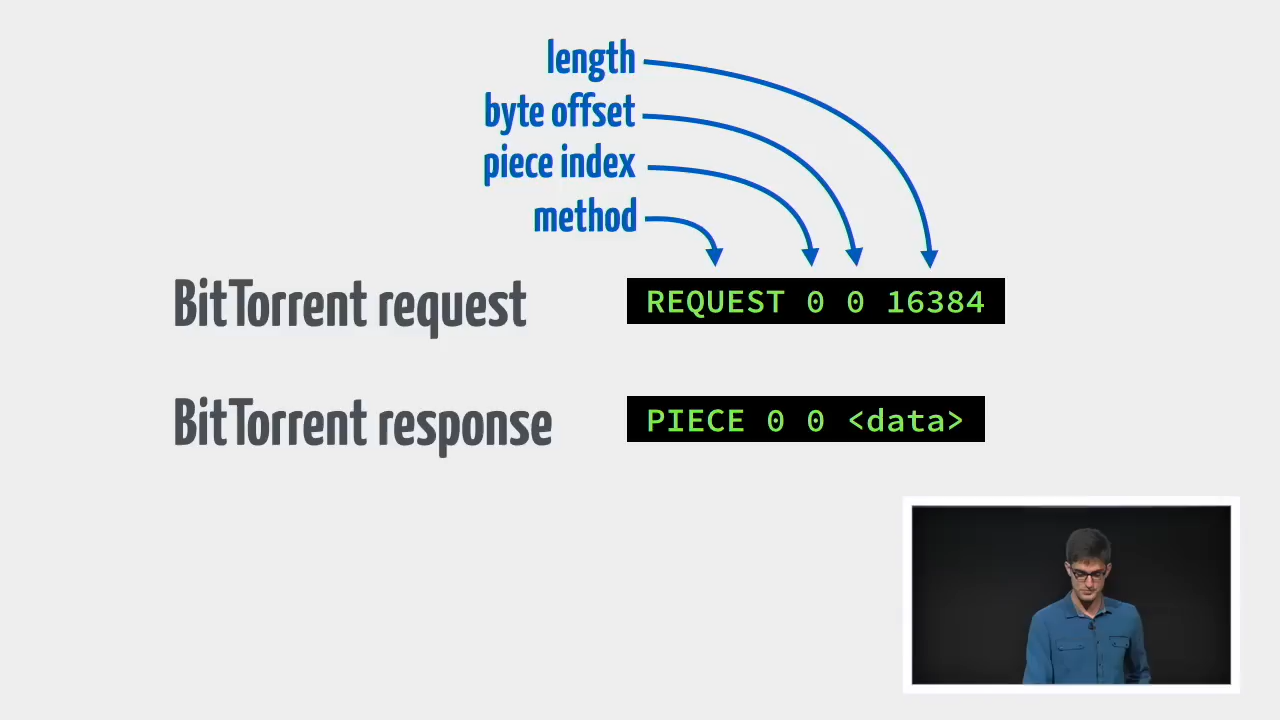 length
byte offset
piece index
method
BitTorrent request
REQUEST 0 0 16384
BitTorrent response
PIECE 0 0 <data>